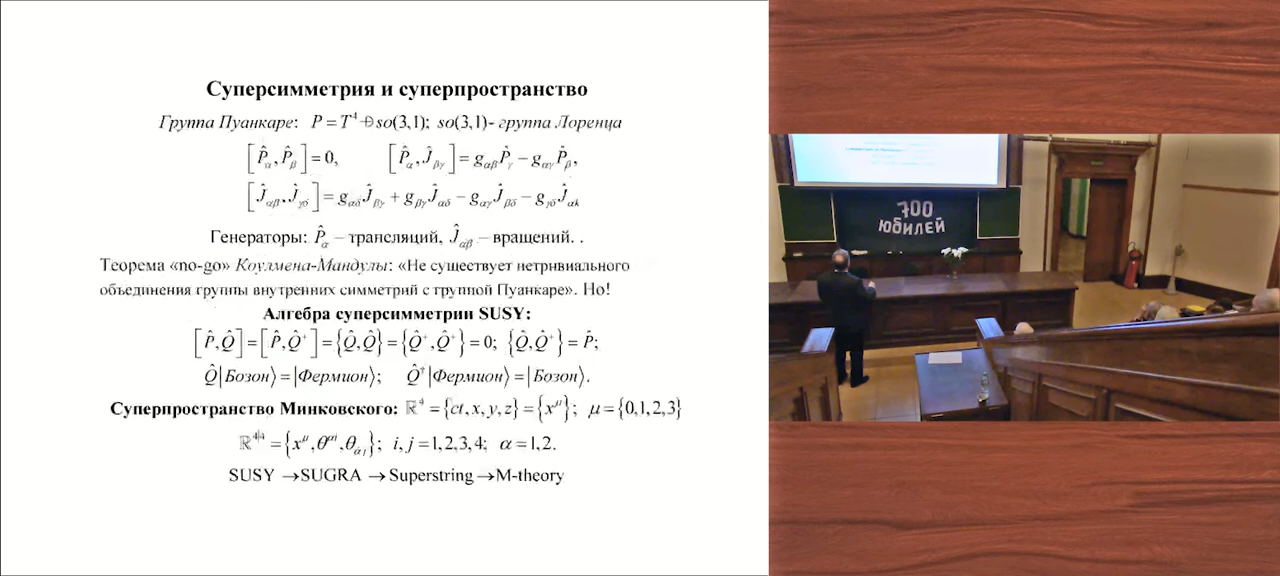 Суперсимметрия и суперпространство
Группа Пуанкаре: P = T⁴ ⊕ so(3,1); so(3,1)- группа Лоренца
[P̂_α, P̂_β] = 0, [P̂_α, Ĵ_βγ] = g_αβ P̂_γ − g_αγ P̂_β,
[Ĵ_αβ, Ĵ_γδ] = g_αδ Ĵ_βγ + g_βγ Ĵ_αδ − g_αγ Ĵ_βδ − g_γδ Ĵ_αk
Генераторы: P̂_α – трансляций, Ĵ_αβ – вращений. .
Теорема «no-go» Коулмена-Мандулы: «Не существует нетривиального
объединения группы внутренних симметрий с группой Пуанкаре». Но!
Алгебра суперсимметрии SUSY:
[P̂, Q̂] = [P̂, Q̂⁺] = {Q̂, Q̂} = {Q̂⁺, Q̂⁺} = 0; {Q̂, Q̂⁺} = P̂;
Q̂|Бозон⟩ = |Фермион⟩; Q̂†|Фермион⟩ = |Бозон⟩.
Суперпространство Минковского: ℝ⁴ = {ct, x, y, z} = {x^μ}; μ = {0,1,2,3}
ℝ^4|4 = {x^μ, θ^αi, θ_α̇j}; i, j = 1,2,3,4; α = 1,2.
SUSY → SUGRA → Superstring → M-theory
700
юбилей